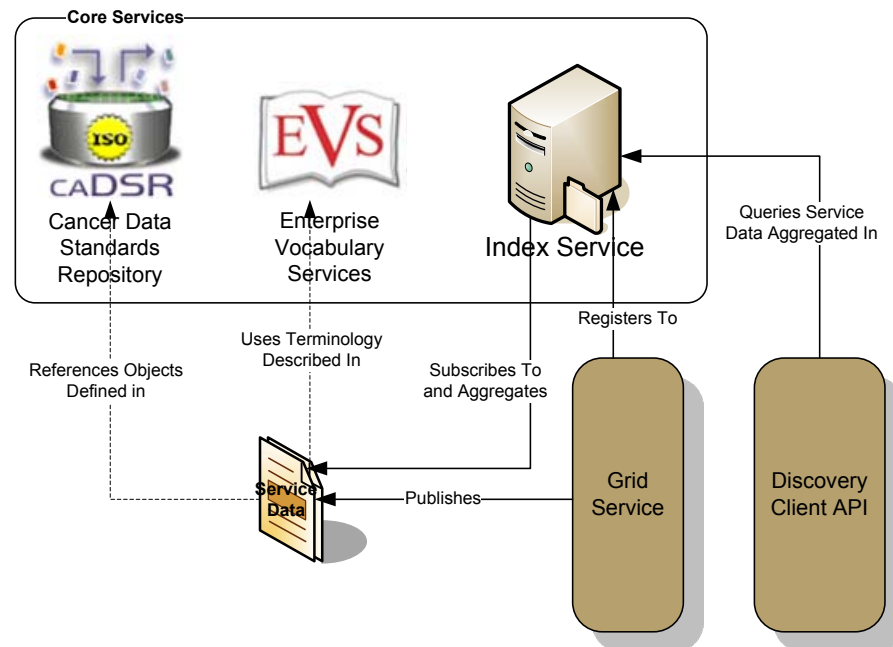 Core Services
ISO
caDSR
Cancer Data
Standards
Repository
EVS
Enterprise
Vocabulary
Services
Index Service
Queries Service
Data Aggregated In
Registers To
Uses Terminology
Described In
References Objects
Defined in
Subscribes To
and Aggregates
Service
Data
Publishes
Grid
Service
Discovery
Client API